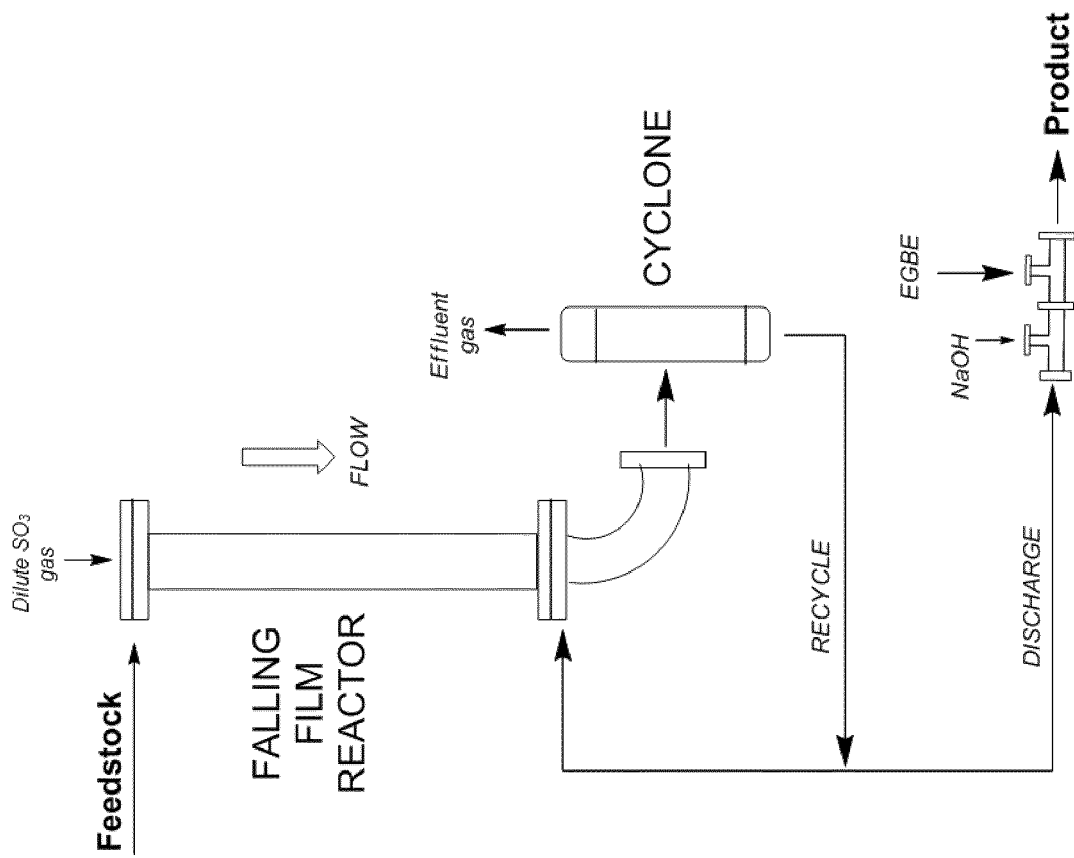 Dilute SO₃
gas
Feedstock
FLOW
FALLING
FILM
REACTOR
Effluent
gas
CYCLONE
RECYCLE
NaOH
EGBE
DISCHARGE
Product